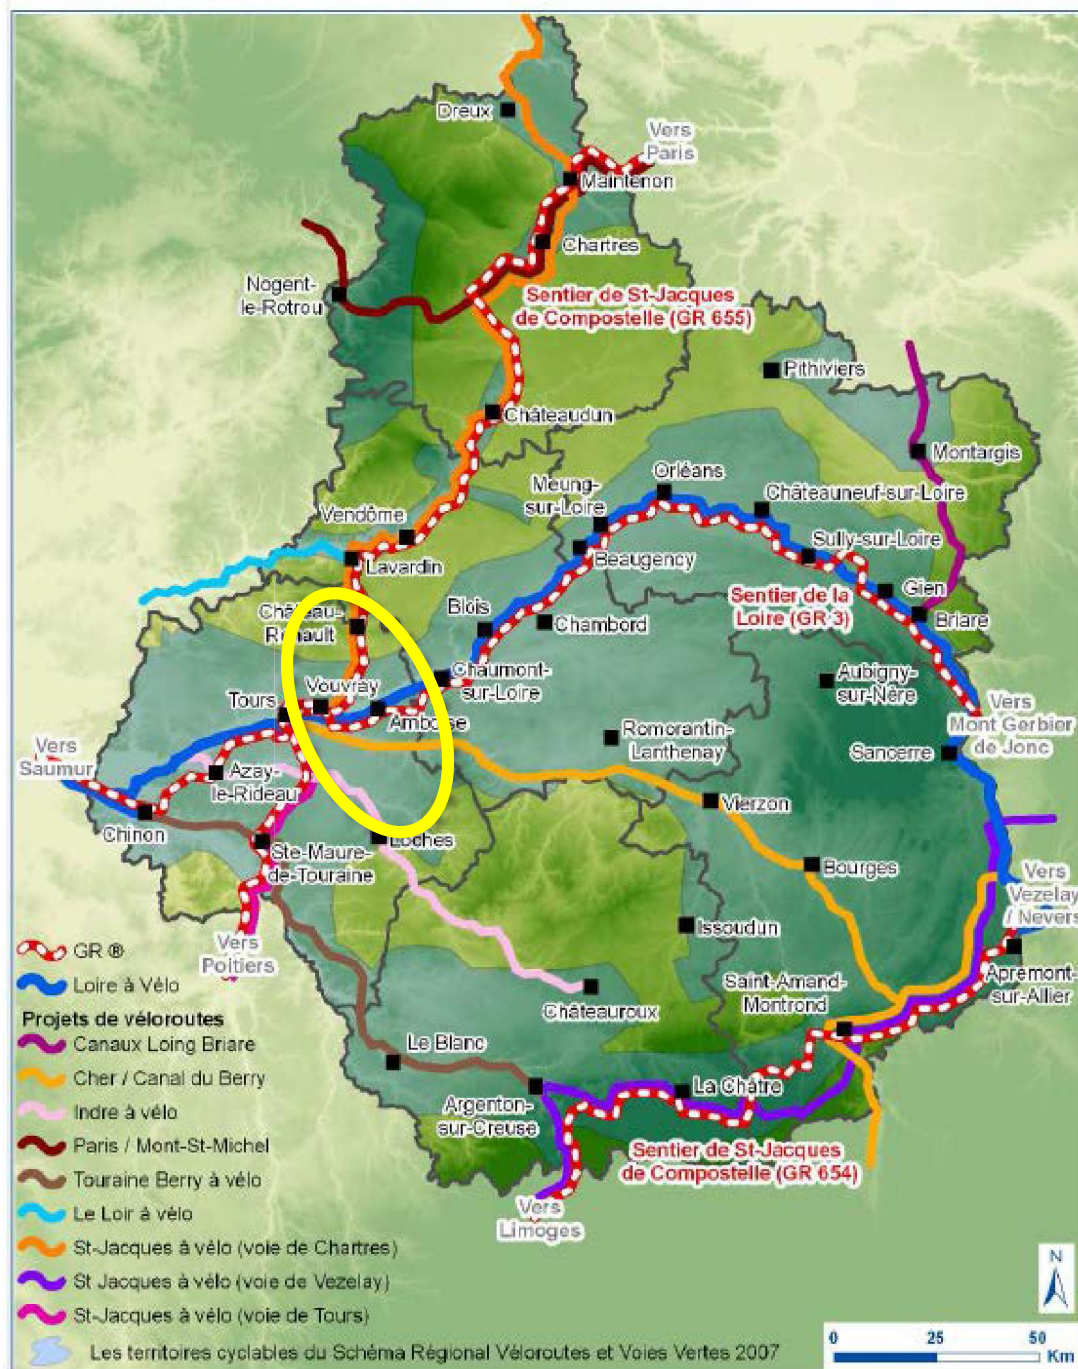 Dreux
Vers
Paris
Maintenon
Chartres
Nogent-
le-Rotrou
Sentier de St-Jacques
de Compostelle (GR 655)
Pithiviers
Châteaudun
Montargis
Orléans
Meung-
sur-Loire
Châteauneuf-sur-Loire
Vendôme
Sully-sur-Loire
Beaugency
Lavardin
Gien
Sentier de la
Loire (GR 3)
Briare
Château-
Renault
Blois
Chambord
Chaumont-
sur-Loire
Aubigny-
sur-Nère
Vouvray
Tours
Amboise
Vers
Mont Gerbier
de Jonc
Romorantin-
Lanthenay
Vers
Saumur
Sancerre
Azay-
le-Rideau
Vierzon
Chinon
Loches
Ste-Maure-
de-Touraine
Bourges
Vers
Vezelay
/ Nevers
Issoudun
Vers
Poitiers
Saint-Amand-
Montrond
Apremont-
sur-Allier
Châteauroux
Le Blanc
La Châtre
Argenton-
sur-Creuse
Sentier de St-Jacques
de Compostelle (GR 654)
Vers
Limoges
GR ®
Loire à Vélo
Projets de véloroutes
Canaux Loing Briare
Cher / Canal du Berry
Indre à vélo
Paris / Mont-St-Michel
Touraine Berry à vélo
Le Loir à vélo
St-Jacques à vélo (voie de Chartres)
St Jacques à vélo (voie de Vezelay)
St-Jacques à vélo (voie de Tours)
Les territoires cyclables du Schéma Régional Véloroutes et Voies Vertes 2007
N
0 25 50
Km